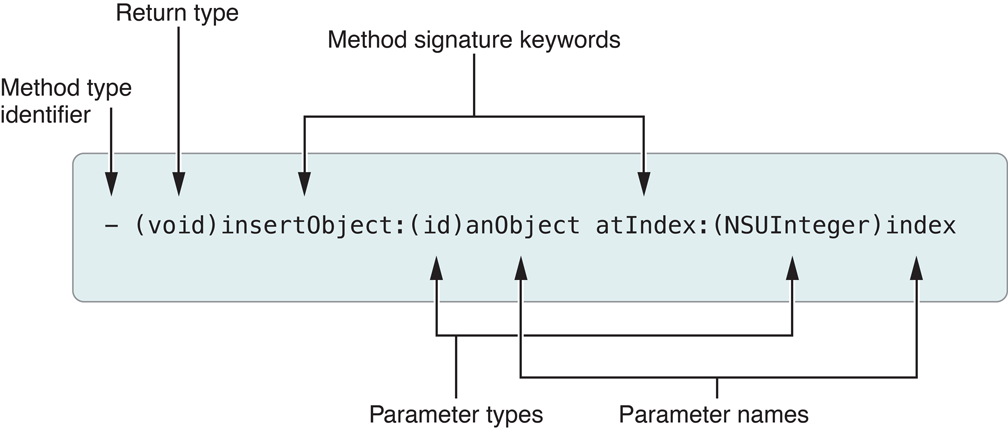 Return type
Method signature keywords
Method type
identifier
– (void)insertObject:(id)anObject atIndex:(NSUInteger)index
Parameter types
Parameter names